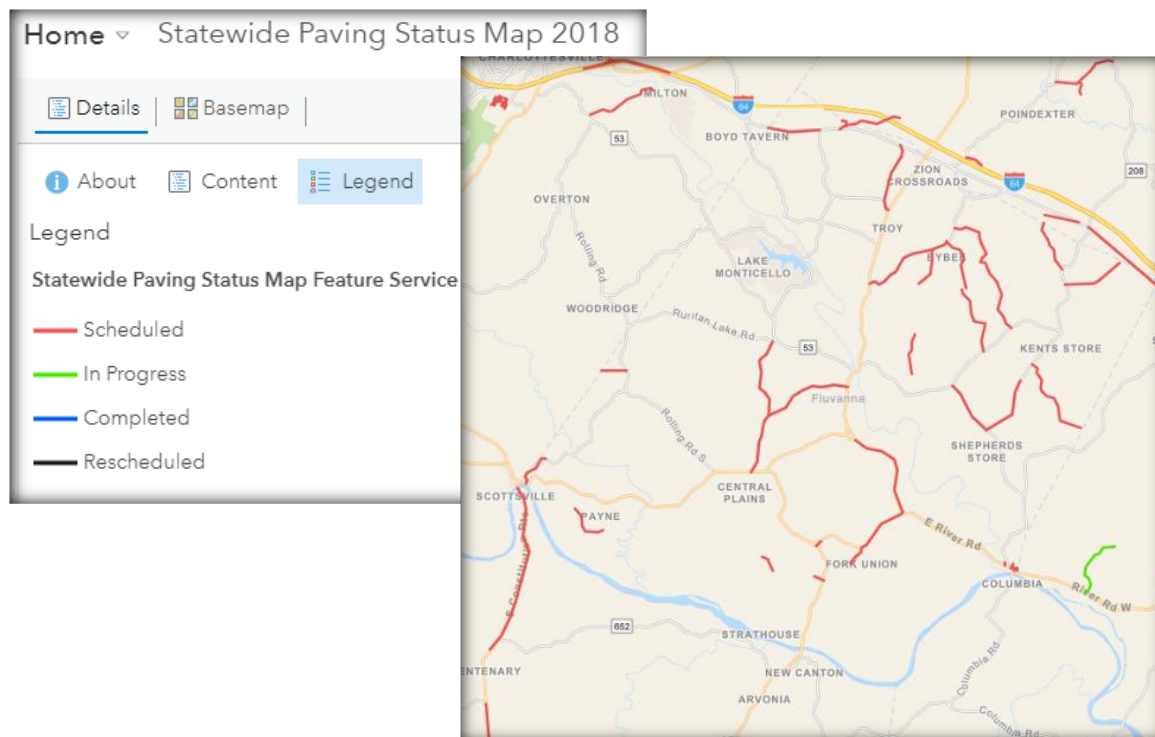 Home Statewide Paving Status Map 2018
Details Basemap
About Content Legend
Legend
Statewide Paving Status Map Feature Service
Scheduled
In Progress
Completed
Rescheduled
CHARLOTTESVILLE
MILTON
64
POINDEXTER
53
BOYD TAVERN
ZION
CROSSROADS
208
64
OVERTON
TROY
Rolling Rd
LAKE
MONTICELLO
BYBEE
WOODRIDGE
Ruritan Lake Rd
53
KENTS STORE
Fluvanna
Rolling Rd S
SHEPHERDS
STORE
CENTRAL
PLAINS
SCOTTSVILLE
PAYNE
E River Rd
S Constitution Rte
FORK UNION
COLUMBIA
River Rd W
652
STRATHOUSE
NEW CANTON
ENTENARY
Columbia Rd
ARVONIA
Columbia Rd